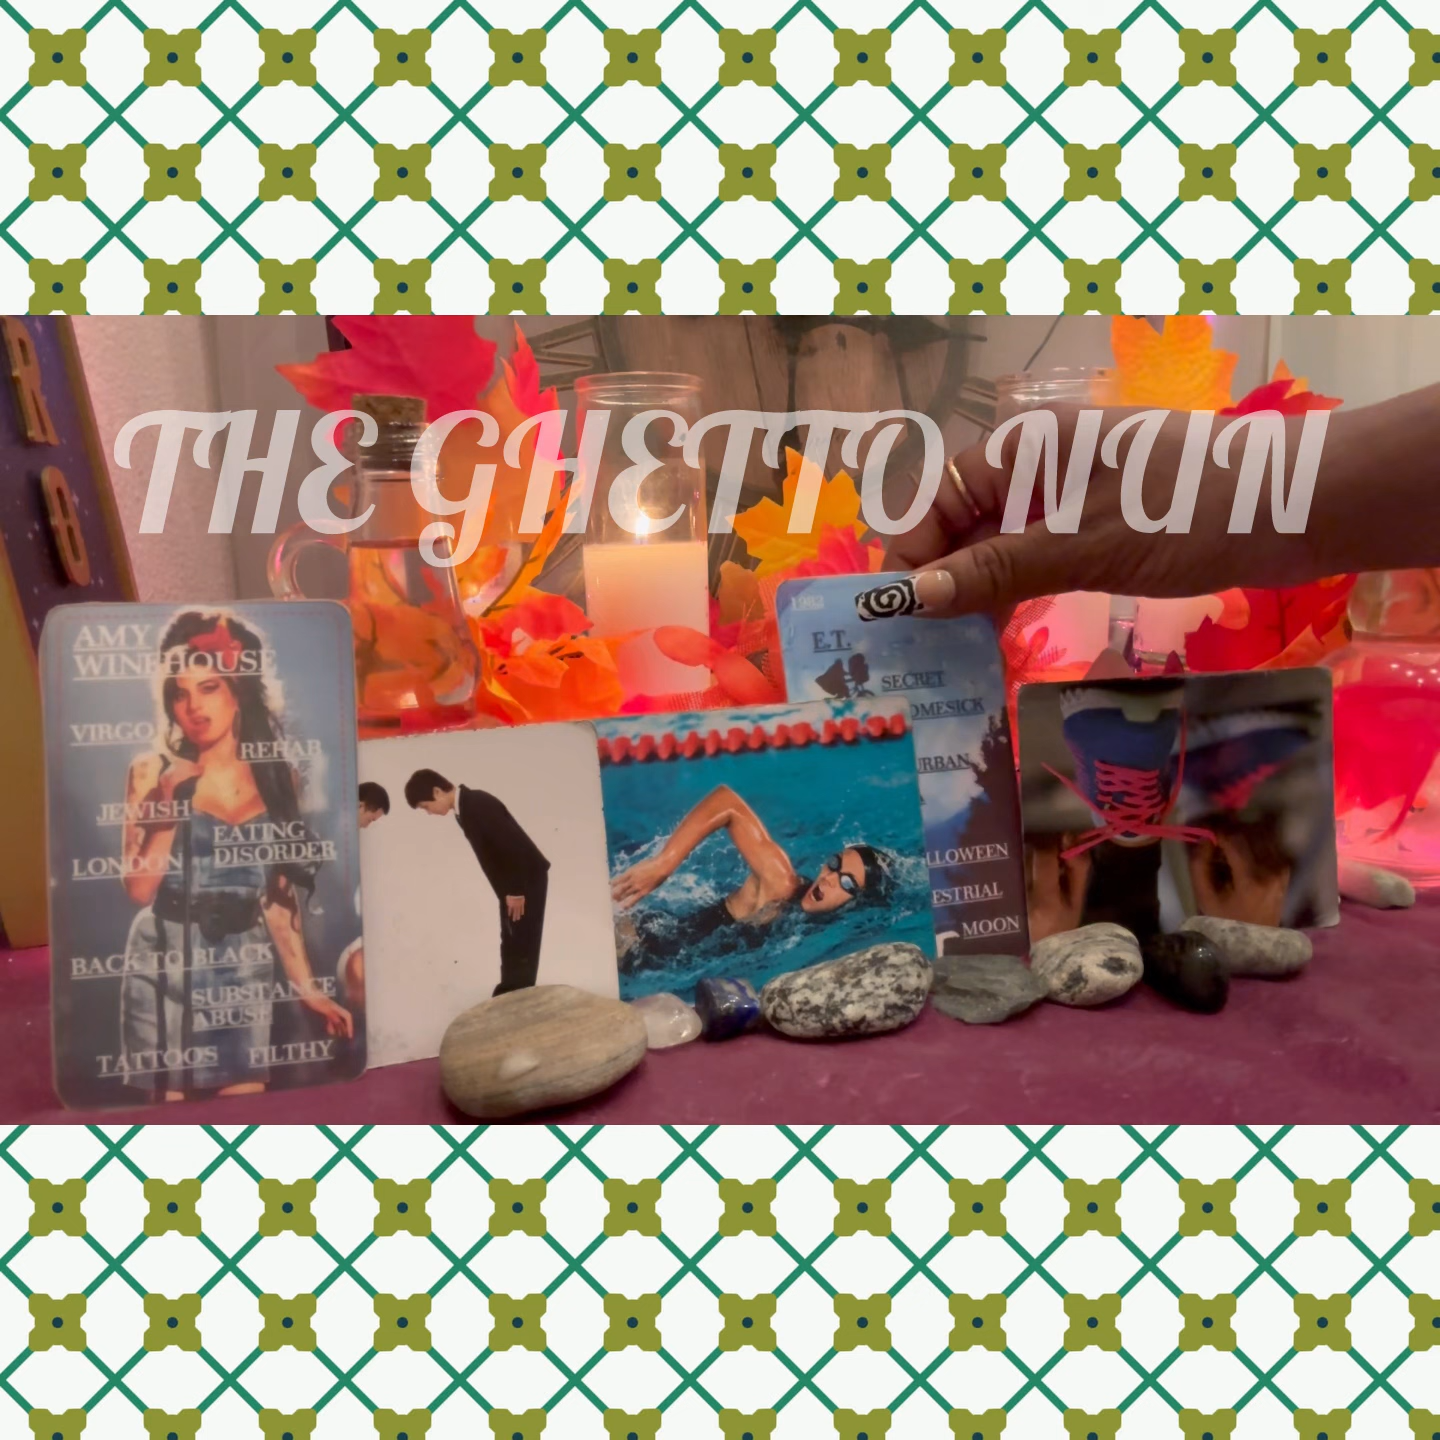 THE GHETTO NUN
R
O
AMY
WINEHOUSE
VIRGO
REHAB
JEWISH
EATING
DISORDER
LONDON
BACK TO BLACK
SUBSTANCE
ABUSE
TATTOOS FILTHY
1982
E.T.
SECRET
OMESICK
URBAN
LLOWEEN
ESTRIAL
MOON